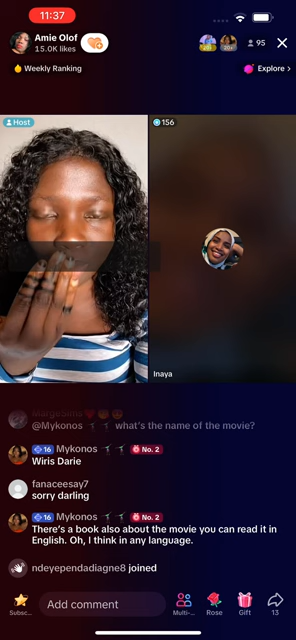 11:37
Amie Olof
15.0K likes
20+
95
Weekly Ranking
Explore >
Host
156
Inaya
MargeSima
@Mykonos what's the name of the movie?
16 Mykonos No. 2
Wiris Darie
fanaceesay7
sorry darling
16 Mykonos No. 2
There's a book also about the movie you can read it in
English. Oh, I think in any language.
ndeyependadiagne8 joined
Subsc...
Add comment
Multi-...
Rose
Gift
13